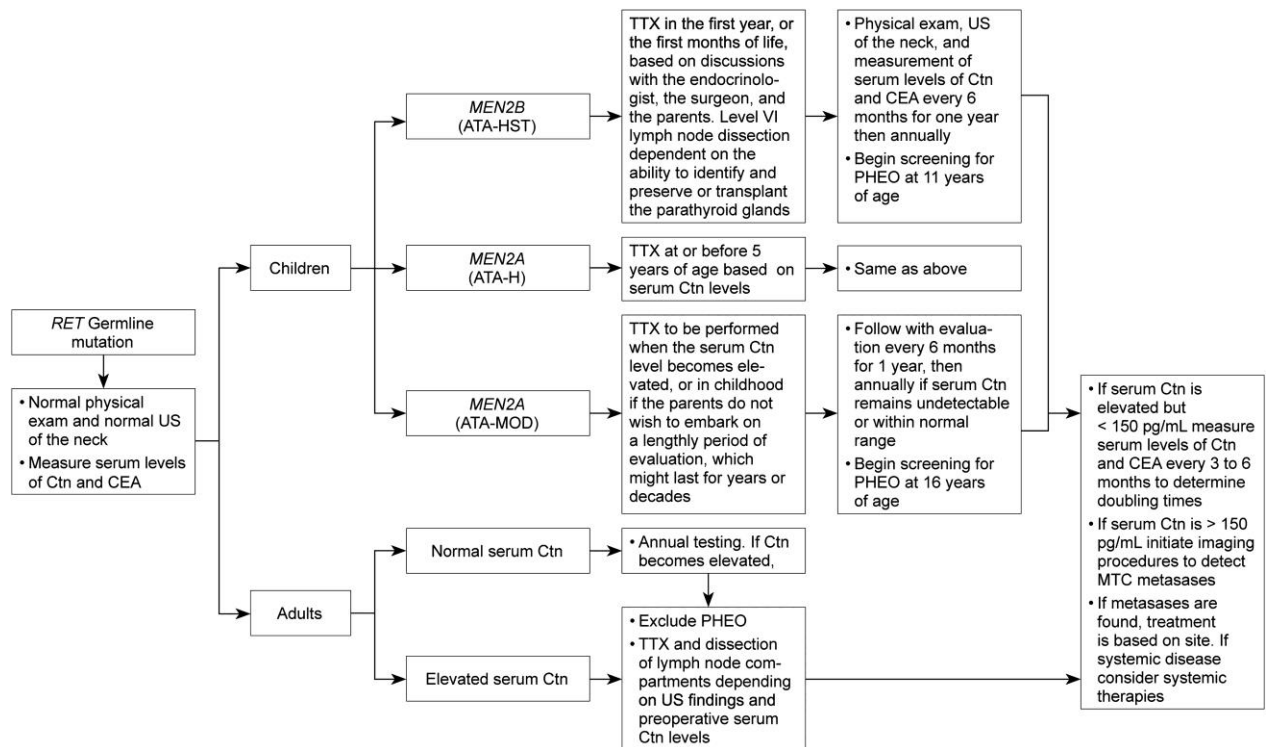 RET Germline
mutation
• Normal physical
exam and normal US
of the neck
• Measure serum levels
of Ctn and CEA
Children
MEN2B
(ATA-HST)
TTX in the first year, or
the first months of life,
based on discussions
with the endocrinolo-
gist, the surgeon, and
the parents. Level VI
lymph node dissection
dependent on the
ability to identify and
preserve or transplant
the parathyroid glands
• Physical exam, US
of the neck, and
measurement of
serum levels of Ctn
and CEA every 6
months for one year
then annually
• Begin screening for
PHEO at 11 years
of age
MEN2A
(ATA-H)
TTX at or before 5
years of age based on
serum Ctn levels
• Same as above
MEN2A
(ATA-MOD)
TTX to be performed
when the serum Ctn
level becomes ele-
vated, or in childhood
if the parents do not
wish to embark on
a lengthly period of
evaluation, which
might last for years or
decades
• Follow with evalua-
tion every 6 months
for 1 year, then
annually if serum Ctn
remains undetectable
or within normal
range
• Begin screening for
PHEO at 16 years
of age
Adults
Normal serum Ctn
• Annual testing. If Ctn
becomes elevated,
Elevated serum Ctn
• Exclude PHEO
• TTX and dissection
of lymph node com-
partments depending
on US findings and
preoperative serum
Ctn levels
• If serum Ctn is
elevated but
< 150 pg/mL measure
serum levels of Ctn
and CEA every 3 to 6
months to determine
doubling times
• If serum Ctn is > 150
pg/mL initiate imaging
procedures to detect
MTC metasases
• If metasases are
found, treatment
is based on site. If
systemic disease
consider systemic
therapies